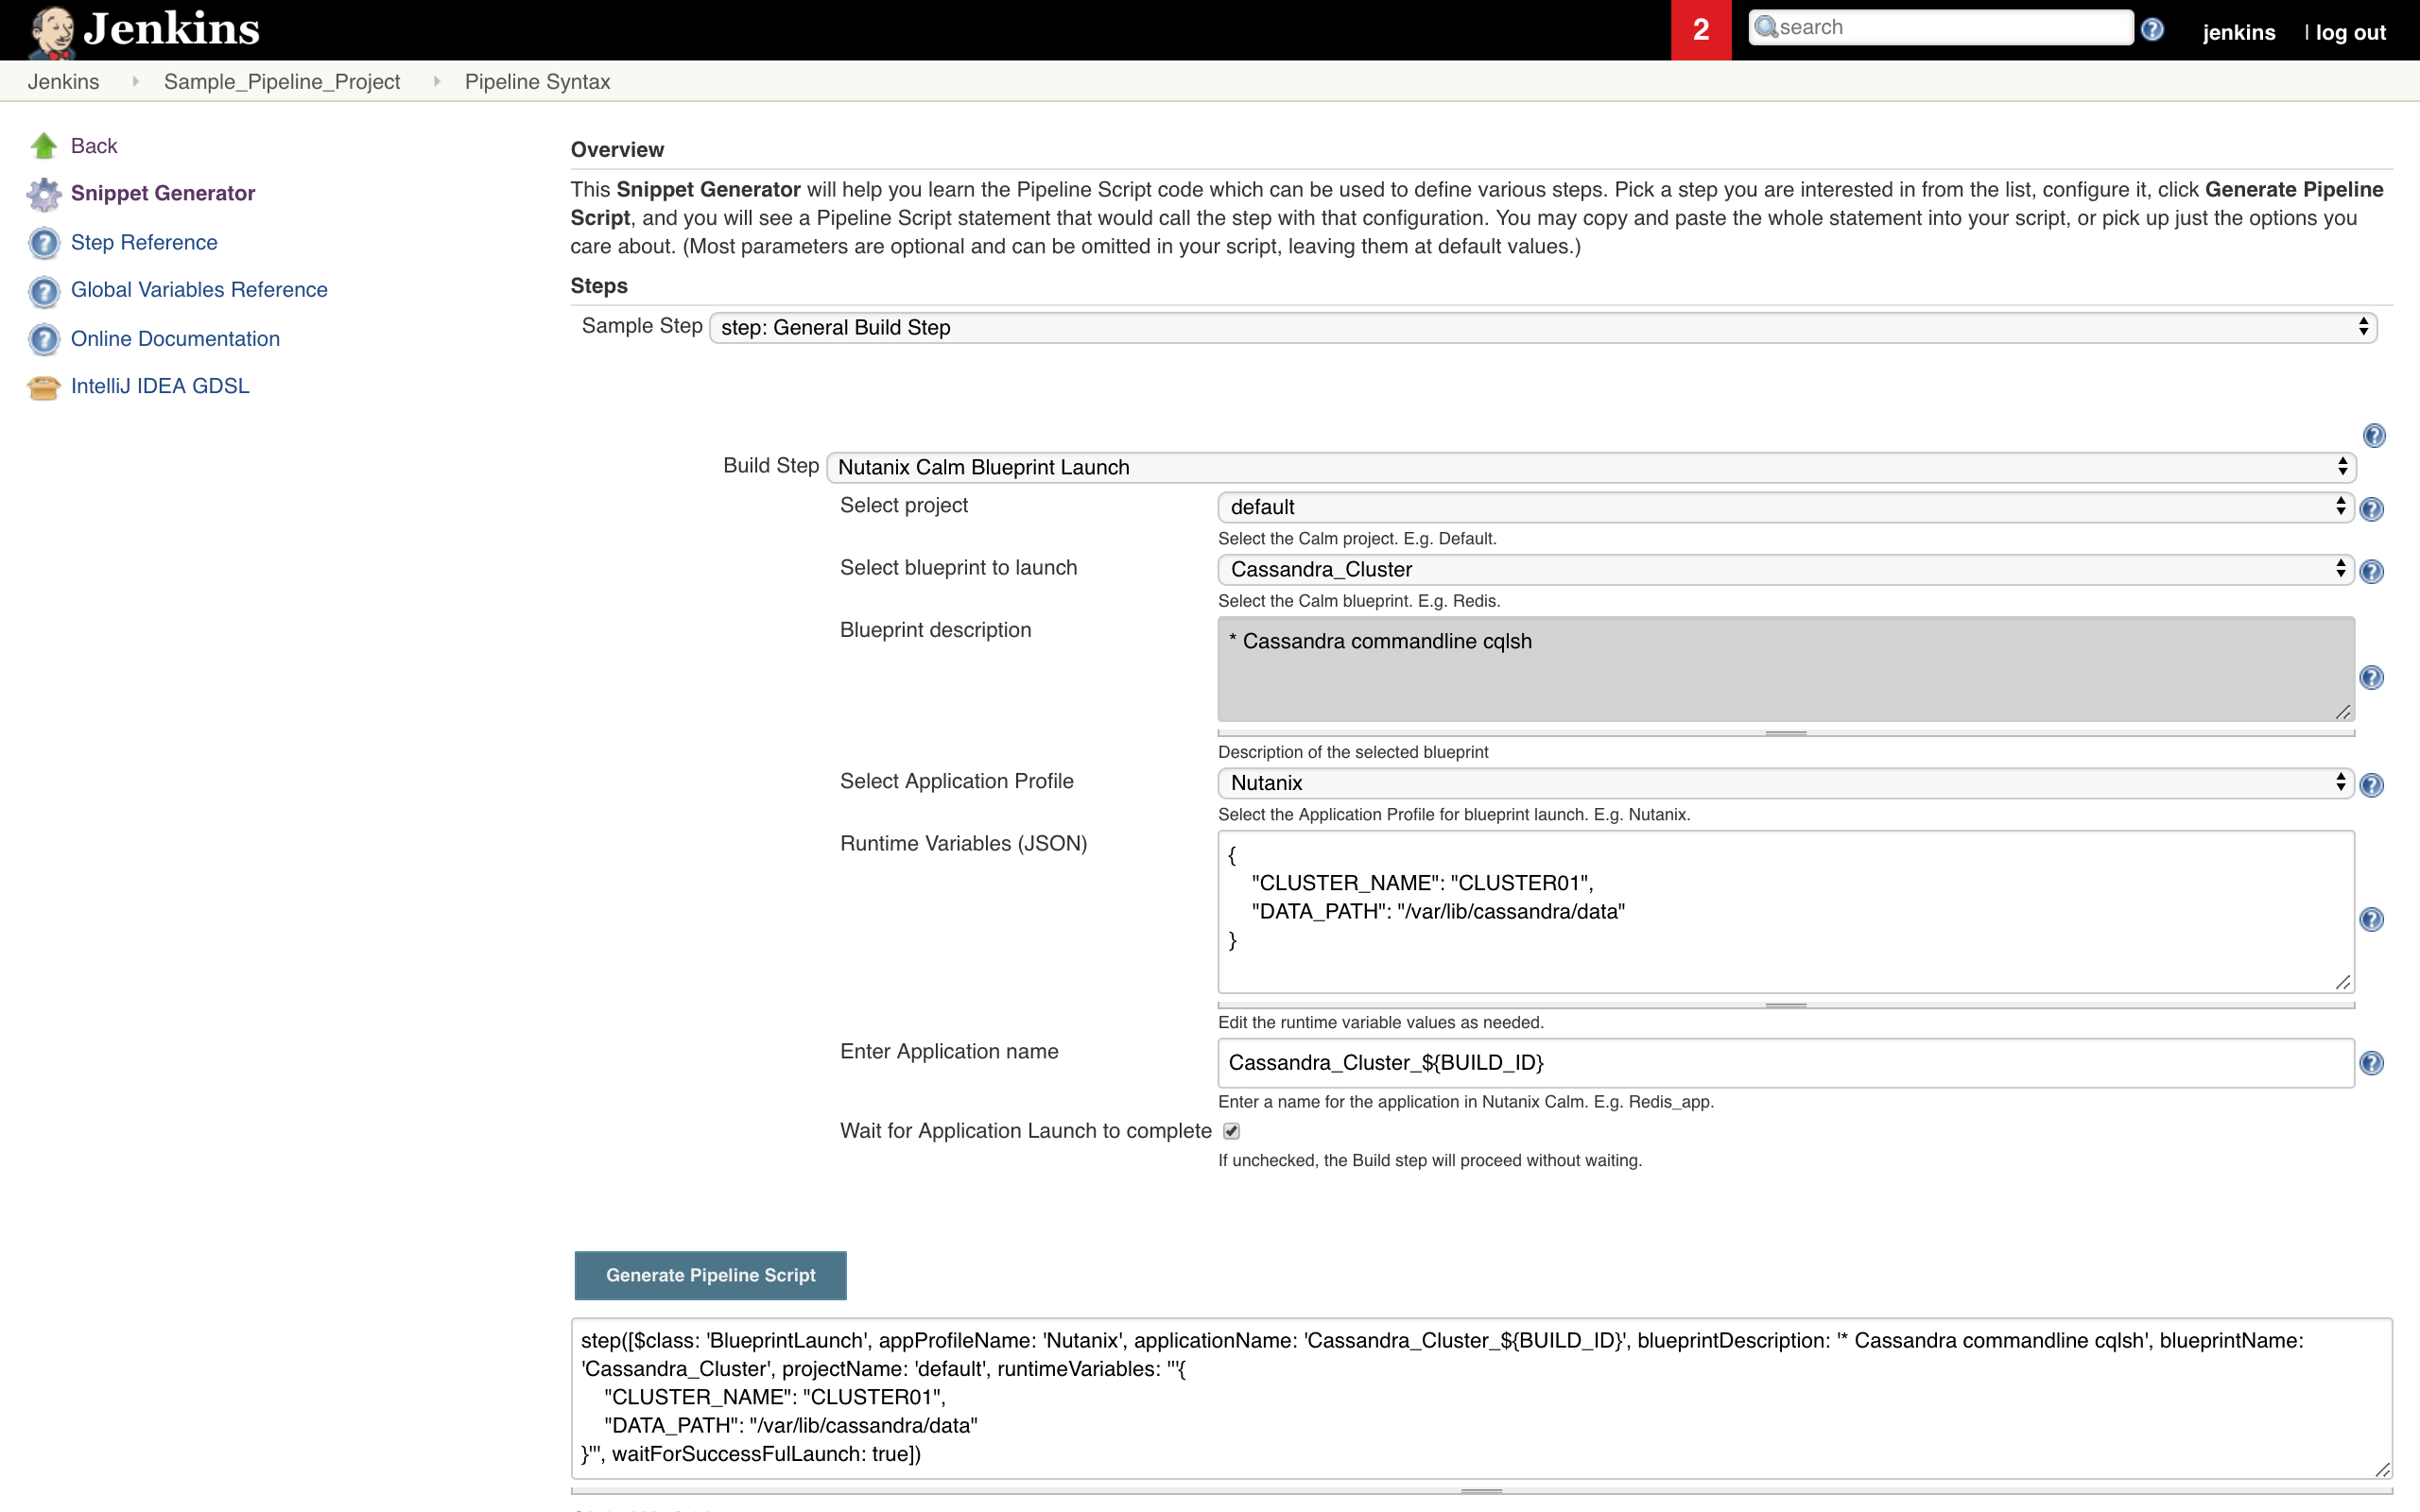 Jenkins
2
search
jenkins
| log out
Jenkins
Sample_Pipeline_Project
Pipeline Syntax
Back
Snippet Generator
Step Reference
Global Variables Reference
Online Documentation
IntelliJ IDEA GDSL
Overview
This Snippet Generator will help you learn the Pipeline Script code which can be used to define various steps. Pick a step you are interested in from the list, configure it, click Generate Pipeline
Script, and you will see a Pipeline Script statement that would call the step with that configuration. You may copy and paste the whole statement into your script, or pick up just the options you
care about. (Most parameters are optional and can be omitted in your script, leaving them at default values.)
Steps
Sample Step step: General Build Step
Build Step Nutanix Calm Blueprint Launch
Select project default
Select the Calm project. E.g. Default.
Select blueprint to launch Cassandra_Cluster
Select the Calm blueprint. E.g. Redis.
Blueprint description * Cassandra commandline cqlsh
Description of the selected blueprint
Select Application Profile Nutanix
Select the Application Profile for blueprint launch. E.g. Nutanix.
Runtime Variables (JSON)
{
"CLUSTER_NAME": "CLUSTER01",
"DATA_PATH": "/var/lib/cassandra/data"
}
Edit the runtime variable values as needed.
Enter Application name Cassandra_Cluster_${BUILD_ID}
Enter a name for the application in Nutanix Calm. E.g. Redis_app.
Wait for Application Launch to complete
If unchecked, the Build step will proceed without waiting.
Generate Pipeline Script
step([$class: 'BlueprintLaunch', appProfileName: 'Nutanix', applicationName: 'Cassandra_Cluster_${BUILD_ID}', blueprintDescription: '* Cassandra commandline cqlsh', blueprintName:
'Cassandra_Cluster', projectName: 'default', runtimeVariables: '''{
"CLUSTER_NAME": "CLUSTER01",
"DATA_PATH": "/var/lib/cassandra/data"
}''', waitForSuccessFulLaunch: true])